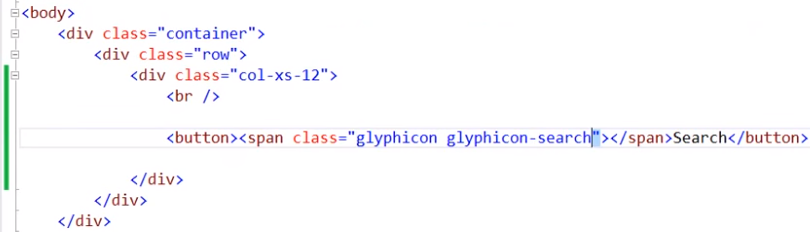 <body>
<div class="container">
<div class="row">
<div class="col-xs-12">
<br />
<button><span class="glyphicon glyphicon-search"></span>Search</button>
</div>
</div>
</div>